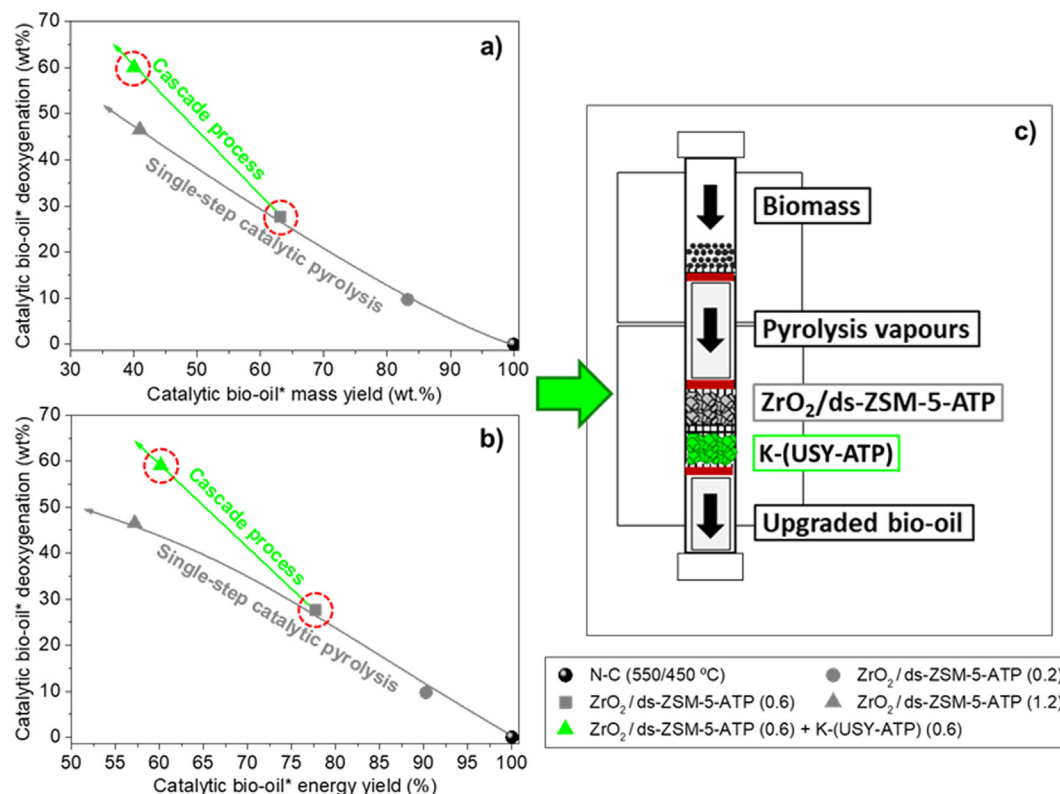 70
60
50
40
30
20
10
0
30 40 50 60 70 80 90 100
Catalytic bio-oil* deoxygenation (wt%)
Catalytic bio-oil* mass yield (wt.%)
a)
Cascade process
Single-step catalytic pyrolysis
70
60
50
40
30
20
10
0
50 55 60 65 70 75 80 85 90 95 100
Catalytic bio-oil* deoxygenation (wt%)
Catalytic bio-oil* energy yield (%)
b)
Cascade process
Single-step catalytic pyrolysis
c)
Biomass
Pyrolysis vapours
ZrO₂/ds-ZSM-5-ATP
K-(USY-ATP)
Upgraded bio-oil
N-C (550/450 ºC)
ZrO₂/ ds-ZSM-5-ATP (0.2)
ZrO₂/ ds-ZSM-5-ATP (0.6)
ZrO₂/ ds-ZSM-5-ATP (1.2)
ZrO₂/ ds-ZSM-5-ATP (0.6) + K-(USY-ATP) (0.6)